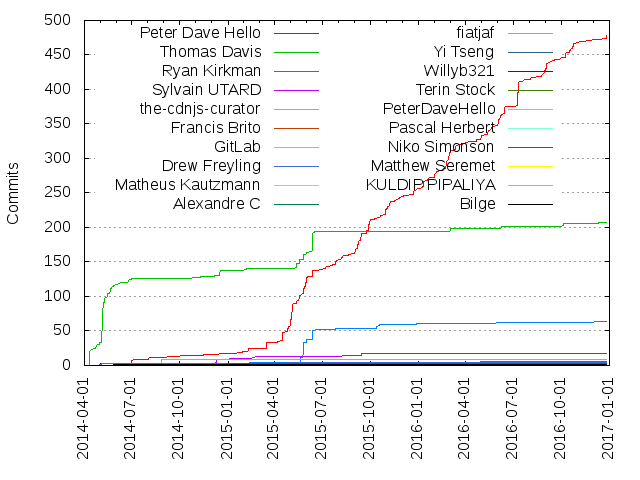 500
450
400
350
300
250
200
150
100
50
0
Commits
Peter Dave Hello
Thomas Davis
Ryan Kirkman
Sylvain UTARD
the-cdnjs-curator
Francis Brito
GitLab
Drew Freyling
Matheus Kautzmann
Alexandre C
fiatjaf
Yi Tseng
Willyb321
Terin Stock
PeterDaveHello
Pascal Herbert
Niko Simonson
Matthew Seremet
KULDIP PIPALIYA
Bilge
2014-04-01
2014-07-01
2014-10-01
2015-01-01
2015-04-01
2015-07-01
2015-10-01
2016-01-01
2016-04-01
2016-07-01
2016-10-01
2017-01-01